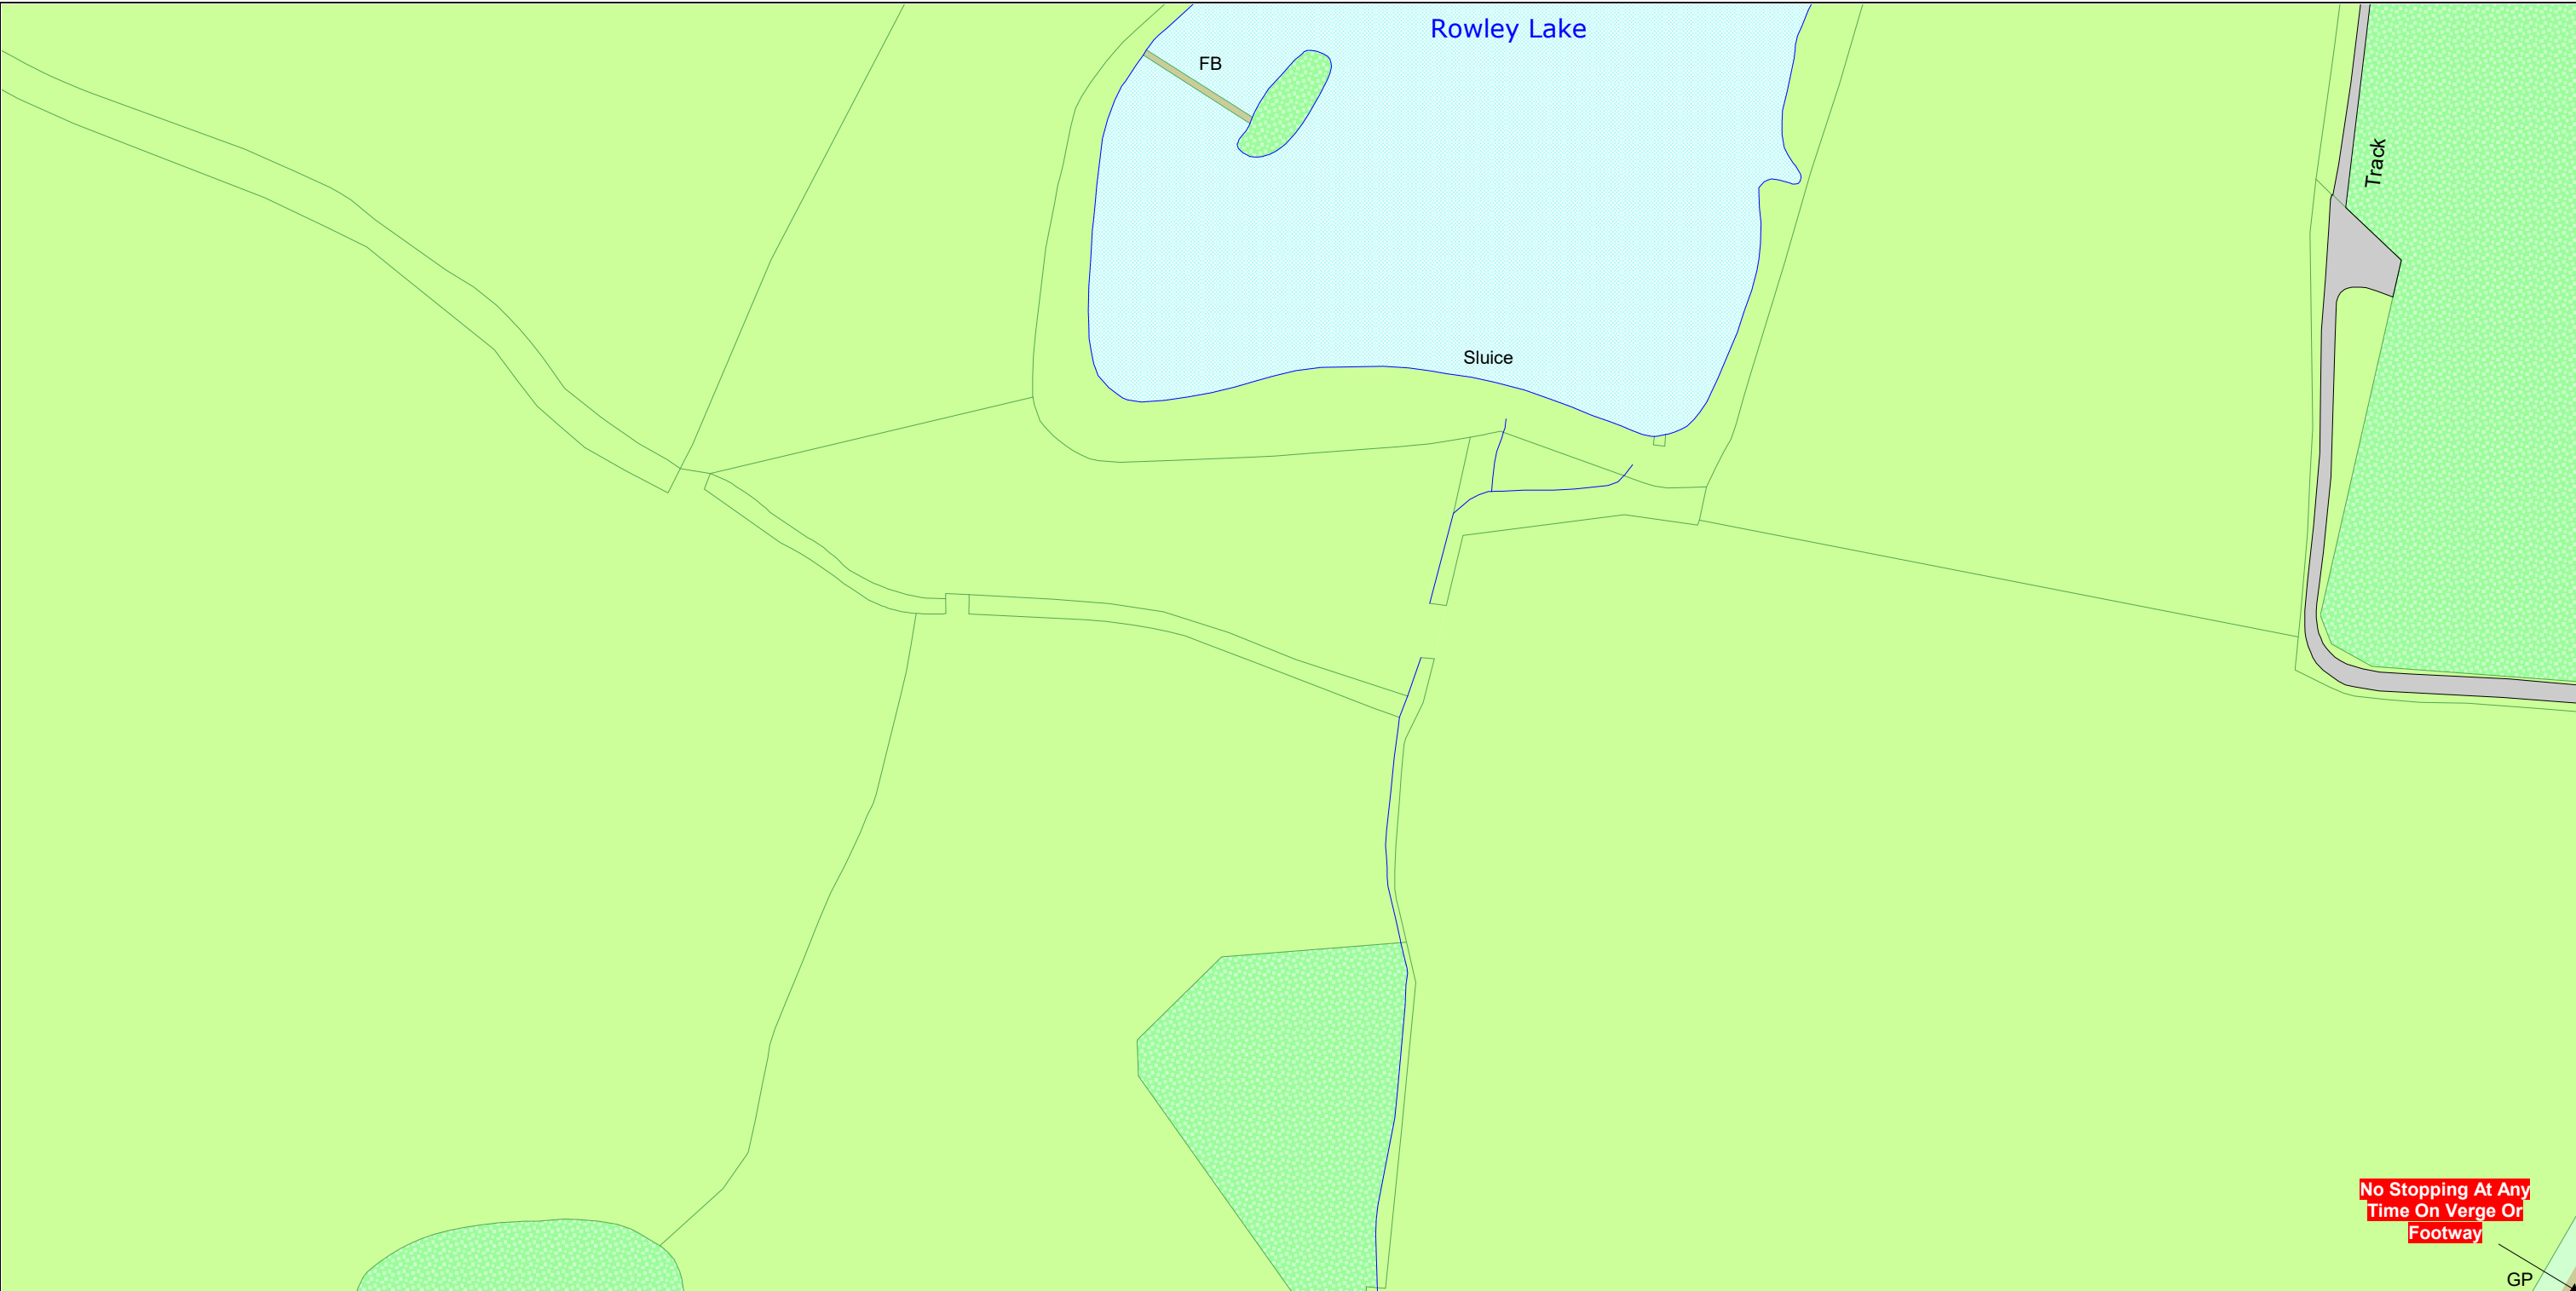 Rowley Lake
FB
Track
Sluice
No Stopping At Any
Time On Verge Or
Footway
GP